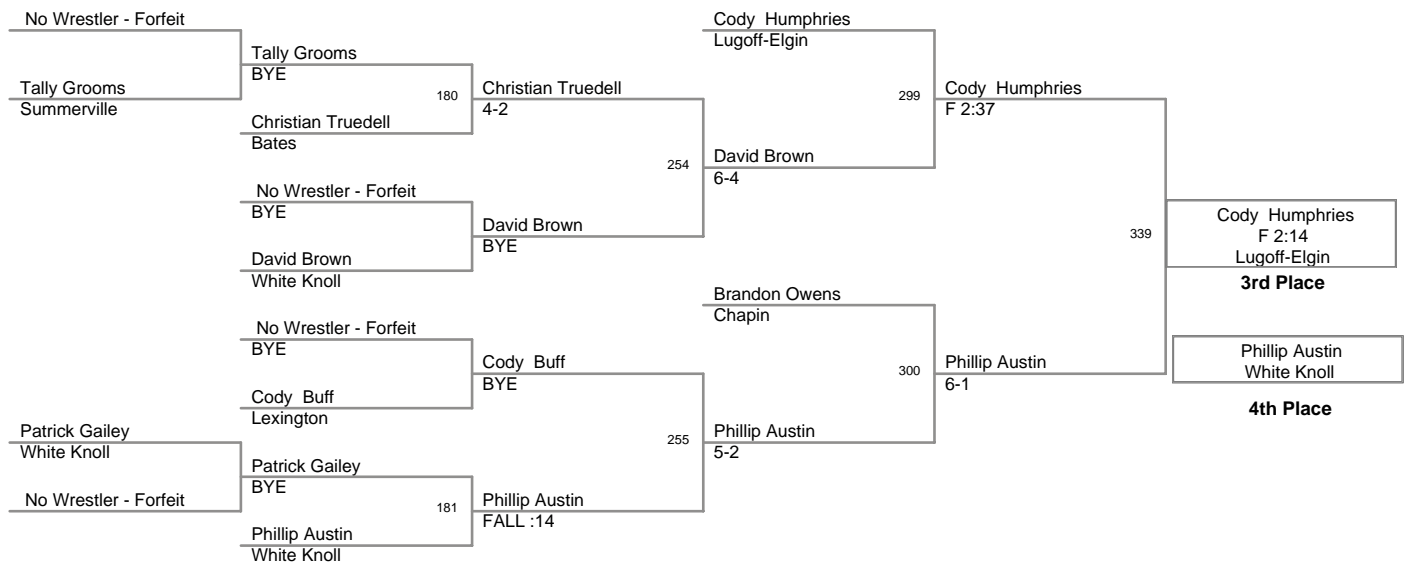 No Wrestler - Forfeit
Tally Grooms
Summerville
Patrick Gailey
White Knoll
No Wrestler - Forfeit
Tally Grooms
BYE
180
Christian Truedell
Bates
No Wrestler - Forfeit
BYE
David Brown
White Knoll
No Wrestler - Forfeit
BYE
Cody Buff
Lexington
Patrick Gailey
BYE
181
Phillip Austin
White Knoll
Christian Truedell
4-2
254
David Brown
BYE
Cody Buff
BYE
255
Phillip Austin
FALL :14
Cody Humphries
Lugoff-Elgin
299
David Brown
6-4
Brandon Owens
Chapin
300
Phillip Austin
5-2
Cody Humphries
F 2:37
339
Phillip Austin
6-1
Cody Humphries
F 2:14
Lugoff-Elgin
3rd Place
Phillip Austin
White Knoll
4th Place